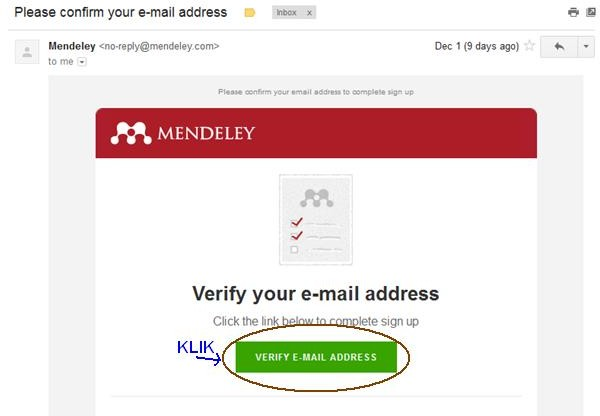 Please confirm your e-mail address Inbox x
Mendeley <no-reply@mendeley.com> Dec 1 (9 days ago)
to me
Please confirm your email address to complete sign up
MENDELEY
Verify your e-mail address
Click the link below to complete sign up
KLIK
VERIFY E-MAIL ADDRESS